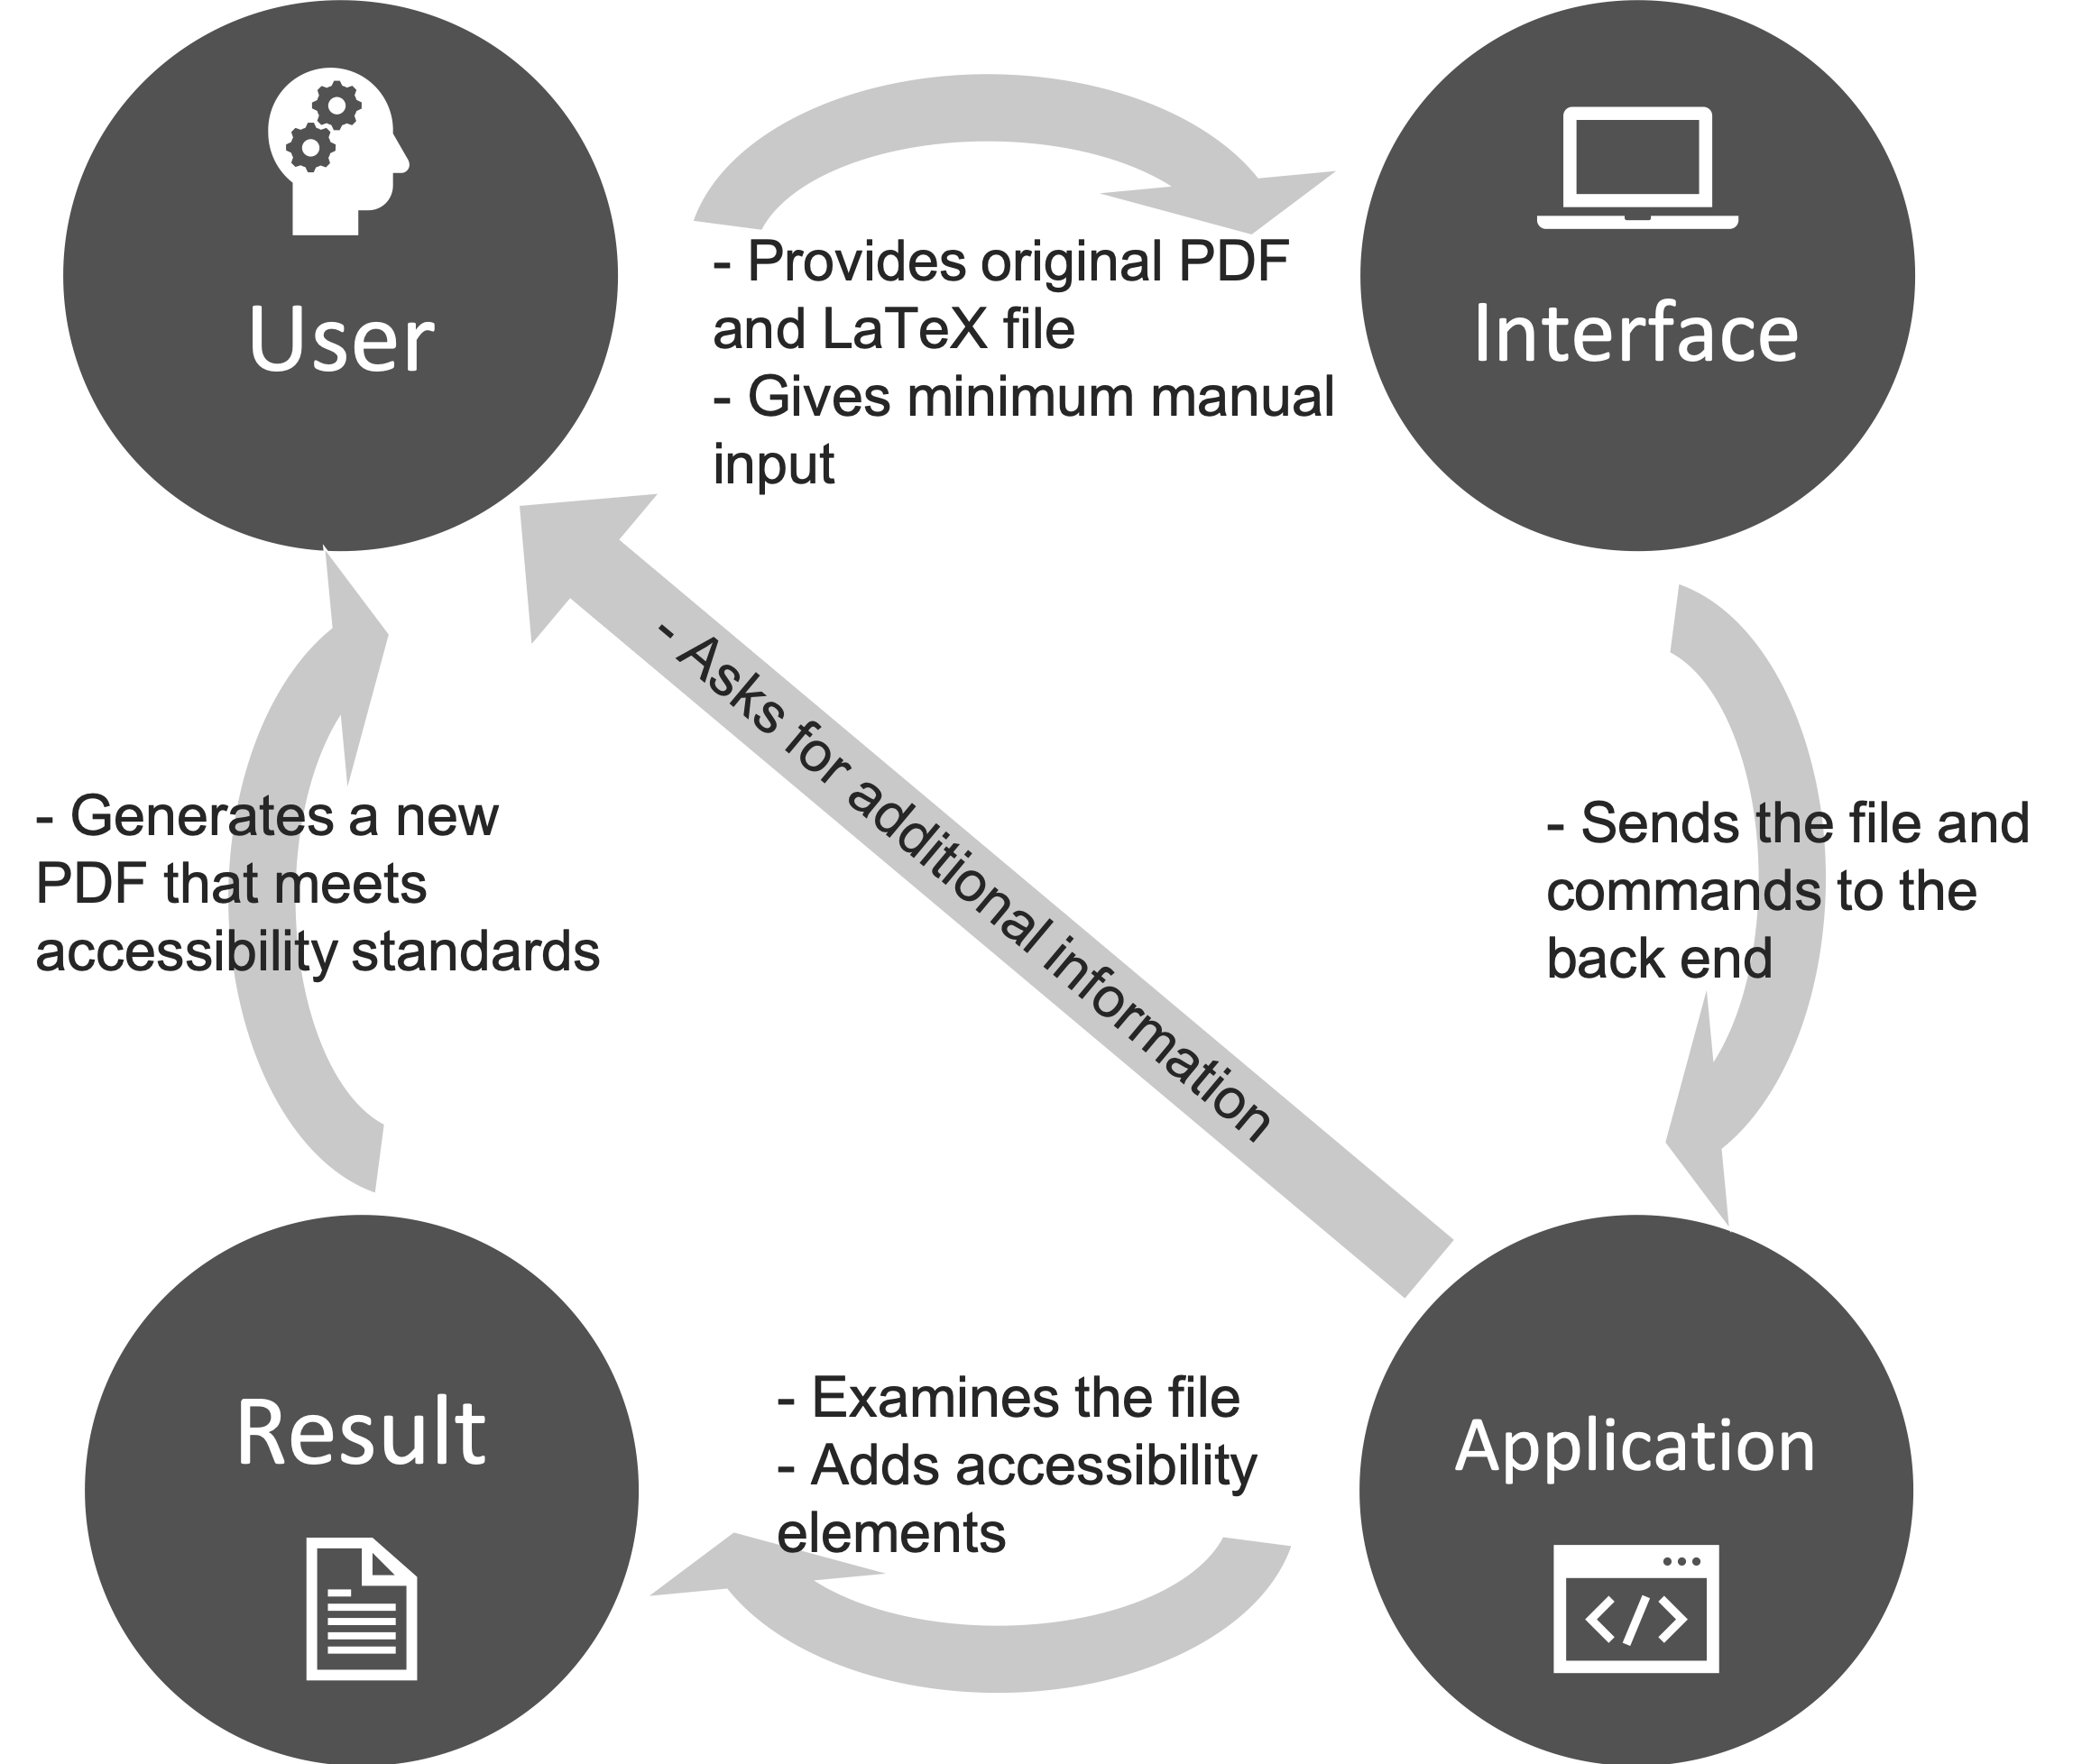 User
- Provides original PDF
and LaTeX file
- Gives minimum manual
input
Interface
- Asks for additional information
- Generates a new
PDF that meets
accessibility standards
- Sends the file and
commands to the
back end
Result
- Examines the file
- Adds accessibility
elements
Application
</>